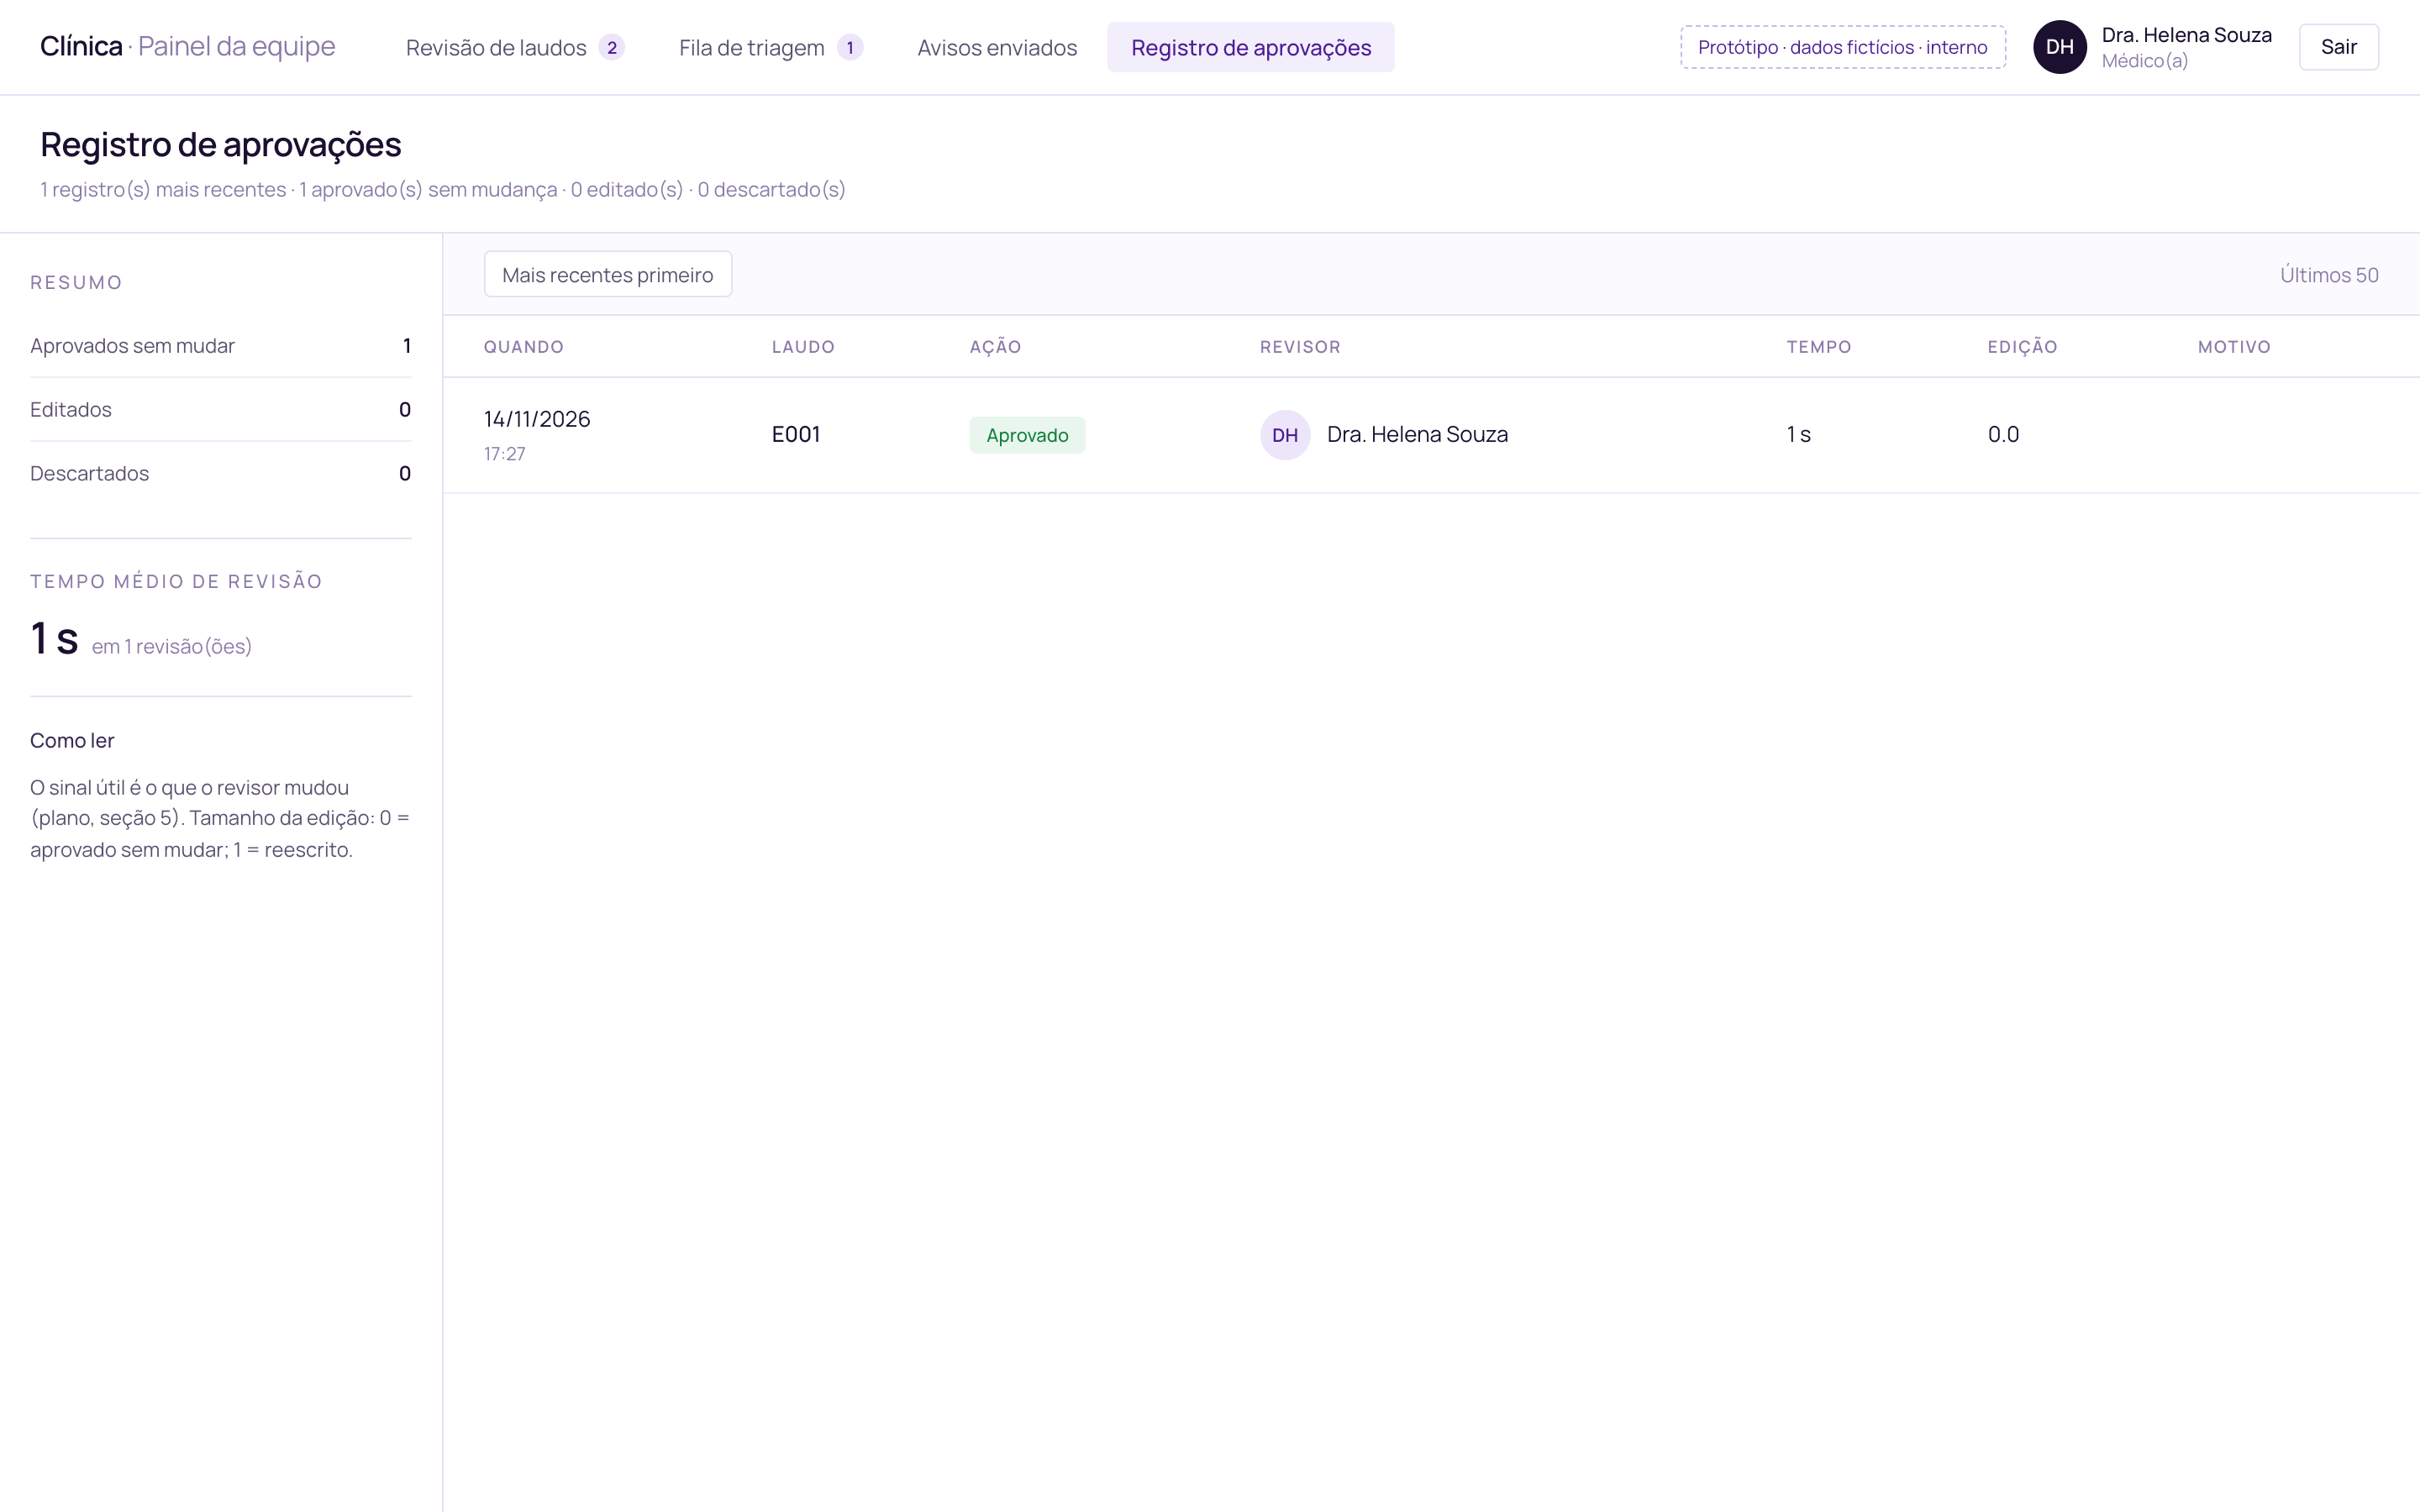 Clínica · Painel da equipe
Revisão de laudos 2
Fila de triagem 1
Avisos enviados
Registro de aprovações
Protótipo · dados fictícios · interno
DH
Dra. Helena Souza
Médico(a)
Sair
Registro de aprovações
1 registro(s) mais recentes · 1 aprovado(s) sem mudança · 0 editado(s) · 0 descartado(s)
RESUMO
Aprovados sem mudar 1
Editados 0
Descartados 0
TEMPO MÉDIO DE REVISÃO
1 s em 1 revisão(ões)
Como ler
O sinal útil é o que o revisor mudou
(plano, seção 5). Tamanho da edição: 0 =
aprovado sem mudar; 1 = reescrito.
Mais recentes primeiro
Últimos 50
QUANDO LAUDO AÇÃO REVISOR TEMPO EDIÇÃO MOTIVO
14/11/2026
17:27
E001
Aprovado
DH Dra. Helena Souza
1 s
0.0